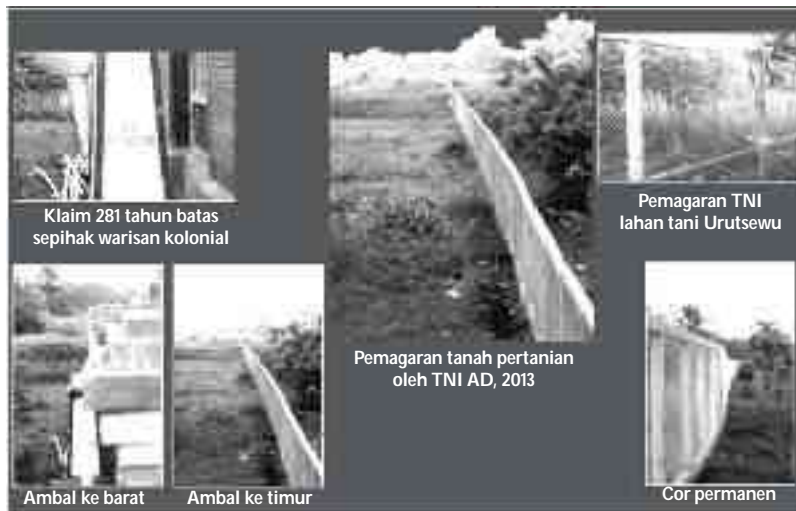 Klaim 281 tahun batas
sepihak warisan kolonial
Pemagaran tanah pertanian
oleh TNI AD, 2013
Pemagaran TNI
lahan tani Urutsewu
Ambal ke barat
Ambal ke timur
Cor permanen